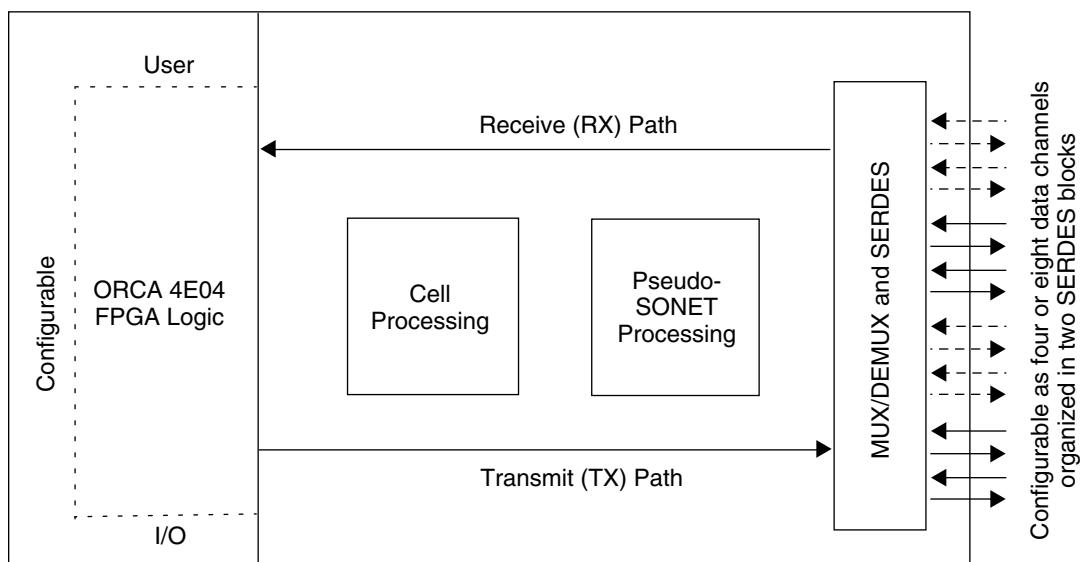 User
Configurable
ORCA 4E04
FPGA Logic
I/O
Receive (RX) Path
Cell
Processing
Pseudo-
SONET
Processing
Transmit (TX) Path
MUX/DEMUX and SERDES
Configurable as four or eight data channels
organized in two SERDES blocks